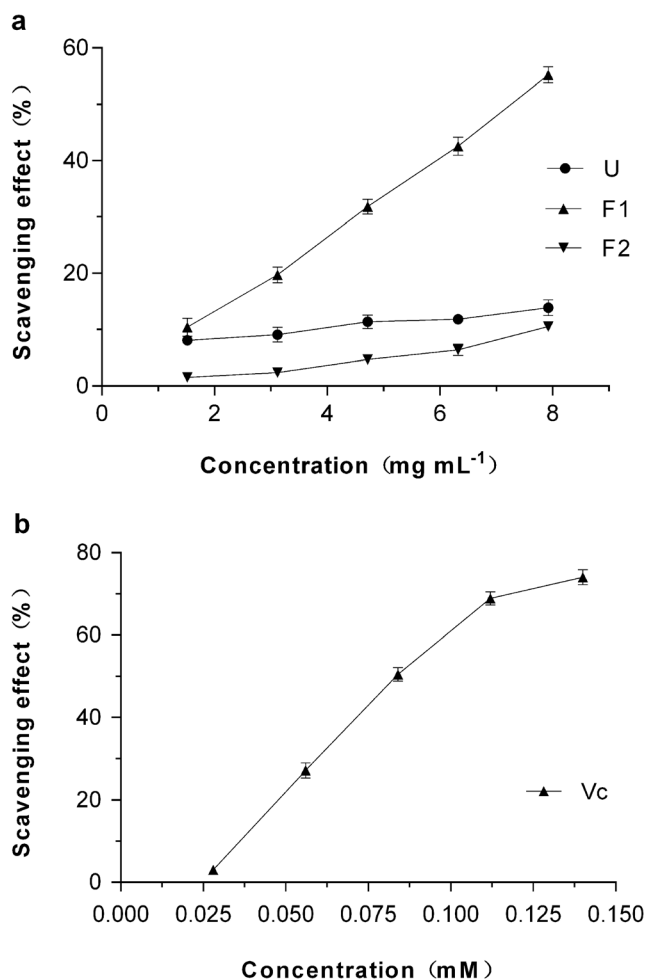 a
Scavenging effect (%)
60
40
20
0
U
F1
F2
0 2 4 6 8
Concentration (mg mL-1)
b
Scavenging effect (%)
80
60
40
20
0
Vc
0.000 0.025 0.050 0.075 0.100 0.125 0.150
Concentration (mM)